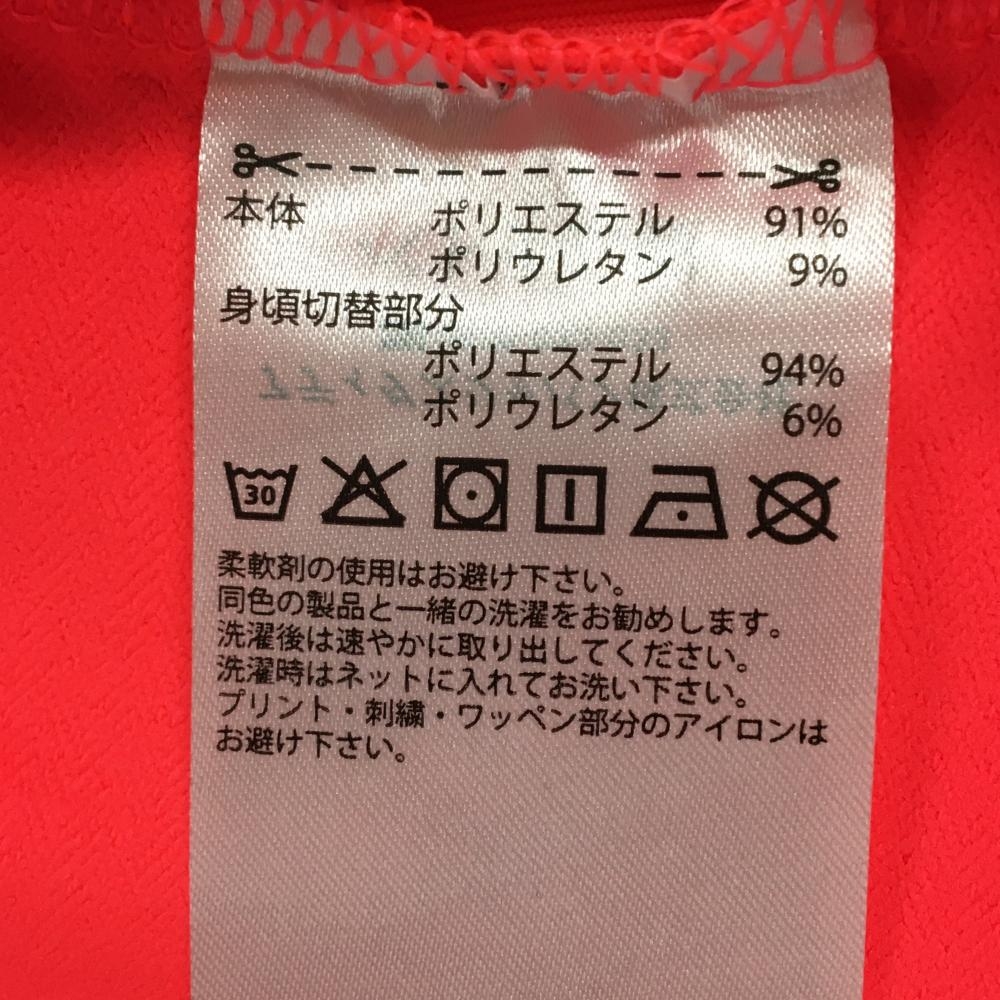 本体 ポリエステル 91%
ポリウレタン 9%
身頃切替部分
ポリエステル 94%
ポリウレタン 6%
30
柔軟剤の使用はお避け下さい。
同色の製品と一緒の洗濯をお勧めします。
洗濯後は速やかに取り出してください。
洗濯時はネットに入れてお洗い下さい。
プリント・刺繍・ワッペン部分のアイロンは
お避け下さい。